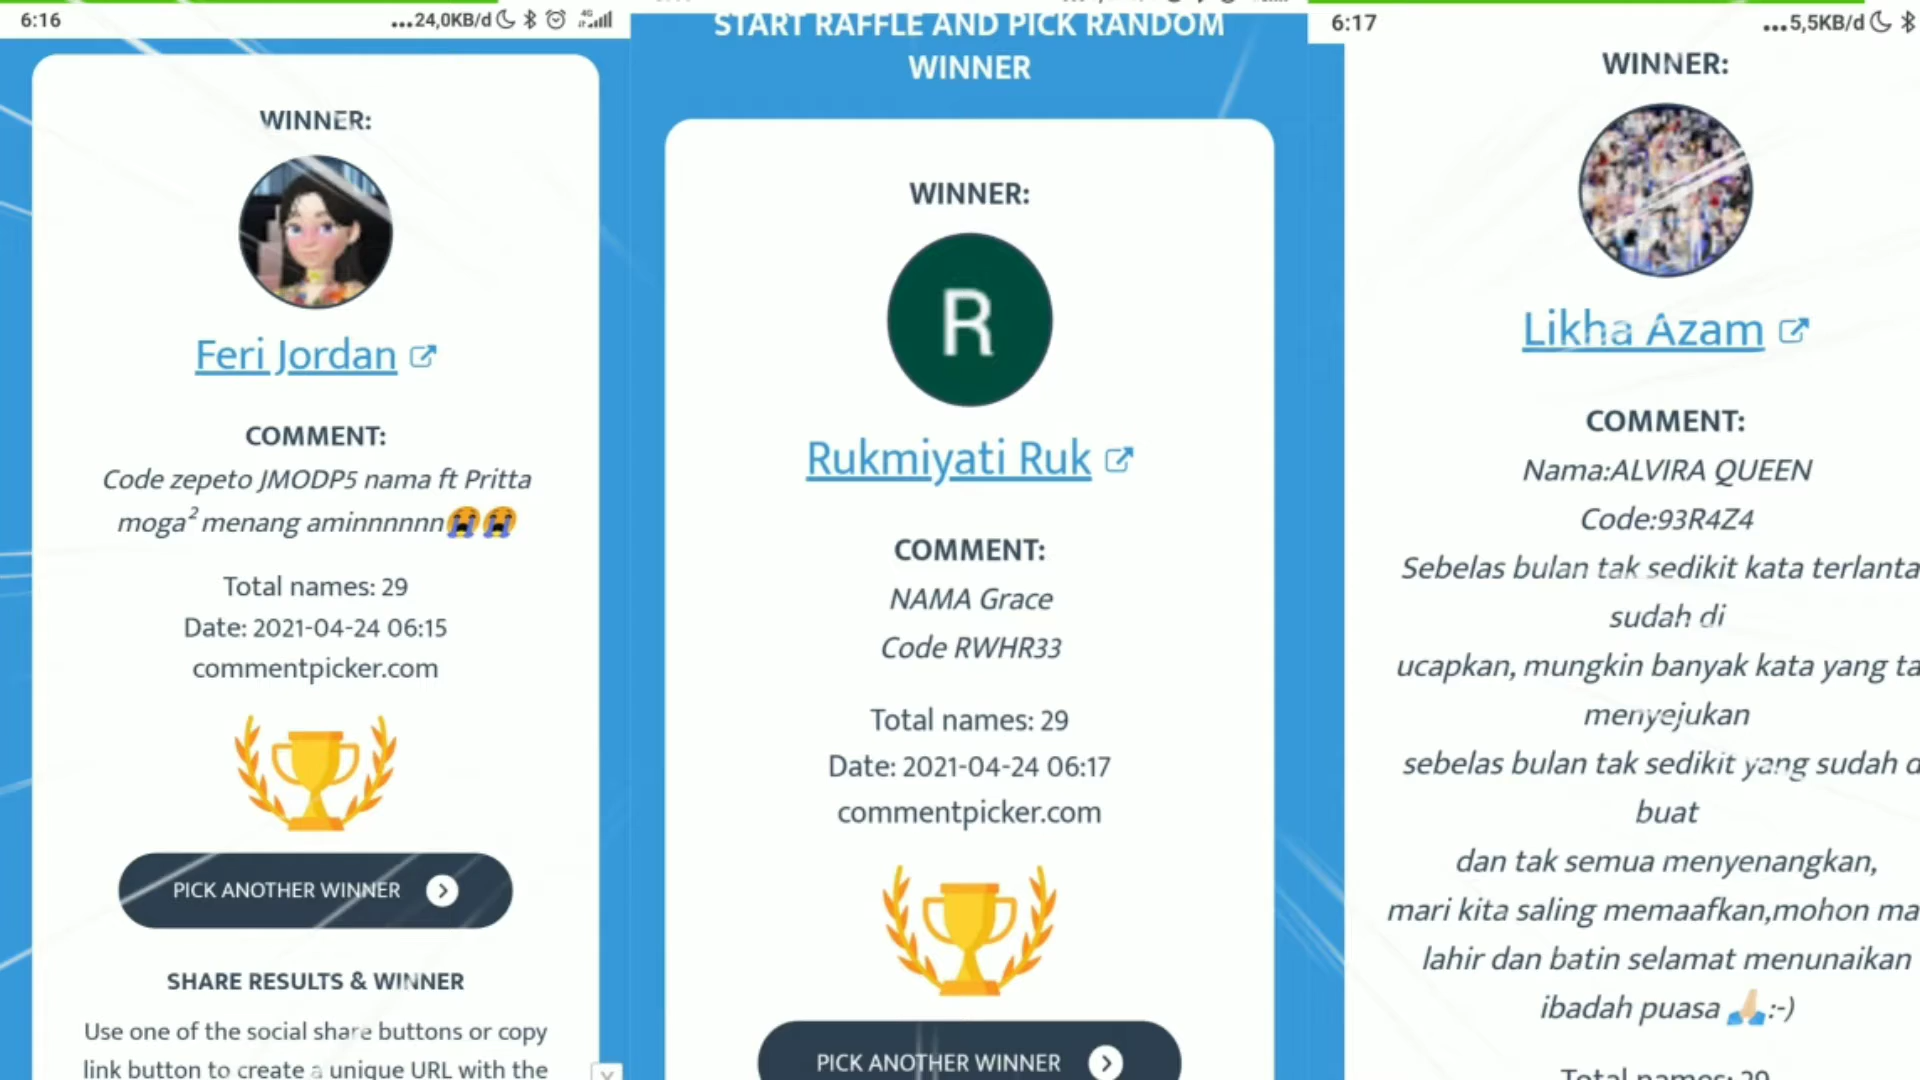 6:16
...24,0KB/d
4G
WINNER:
Feri Jordan
COMMENT:
Code zepeto JMODP5 nama ft Pritta
moga² menang aminnnnnn😭😭
Total names: 29
Date: 2021-04-24 06:15
commentpicker.com
PICK ANOTHER WINNER
SHARE RESULTS & WINNER
Use one of the social share buttons or copy
link button to create a unique URL with the
START RAFFLE AND PICK RANDOM
WINNER
WINNER:
R
Rukmiyati Ruk
COMMENT:
NAMA Grace
Code RWHR33
Total names: 29
Date: 2021-04-24 06:17
commentpicker.com
PICK ANOTHER WINNER
6:17
...5,5KB/d
WINNER:
Likha Azam
COMMENT:
Nama:ALVIRA QUEEN
Code:93R4Z4
Sebelas bulan tak sedikit kata terlanta
sudah di
ucapkan, mungkin banyak kata yang ta
menyejukan
sebelas bulan tak sedikit yang sudah d
buat
dan tak semua menyenangkan,
mari kita saling memaafkan,mohon ma
lahir dan batin selamat menunaikan
ibadah puasa 🙏:-)
Total names: 29